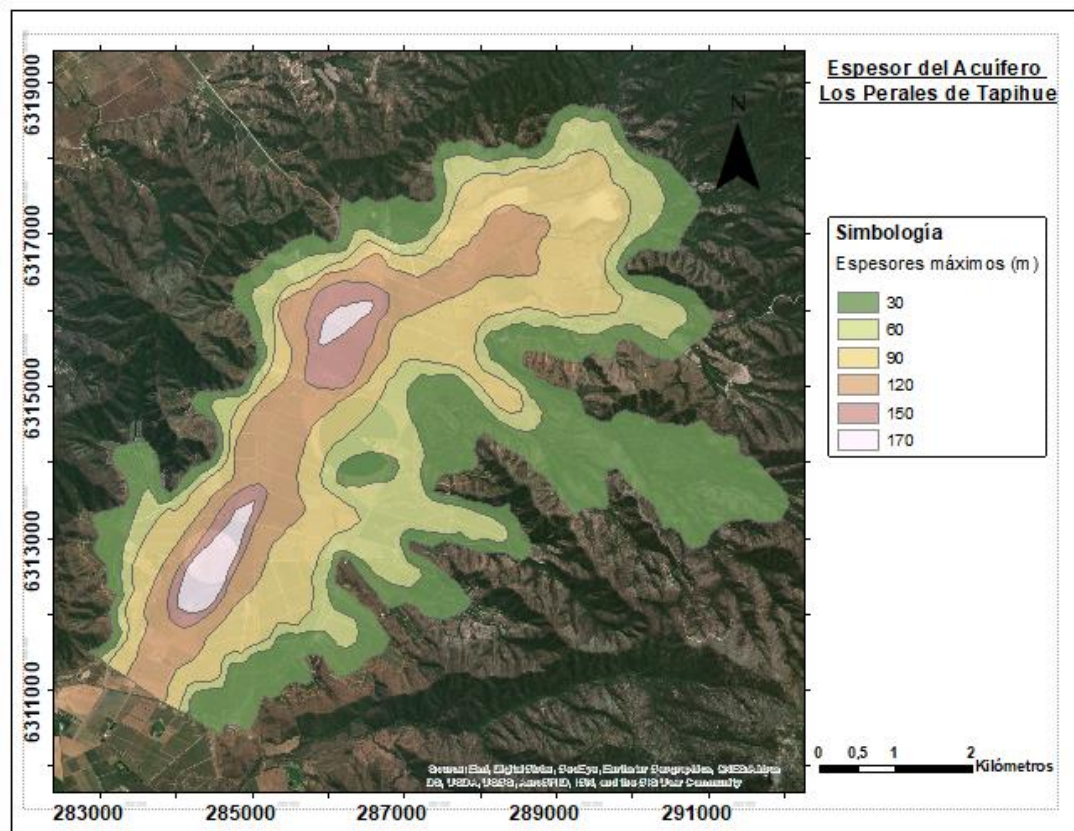 Espesor del Acuífero
Los Perales de Tapihue
N
Simbología
Espesores máximos (m)
30
60
90
120
150
170
0 0,5 1 2
Kilómetros
6319000
6317000
6315000
6313000
6311000
283000 285000 287000 289000 291000